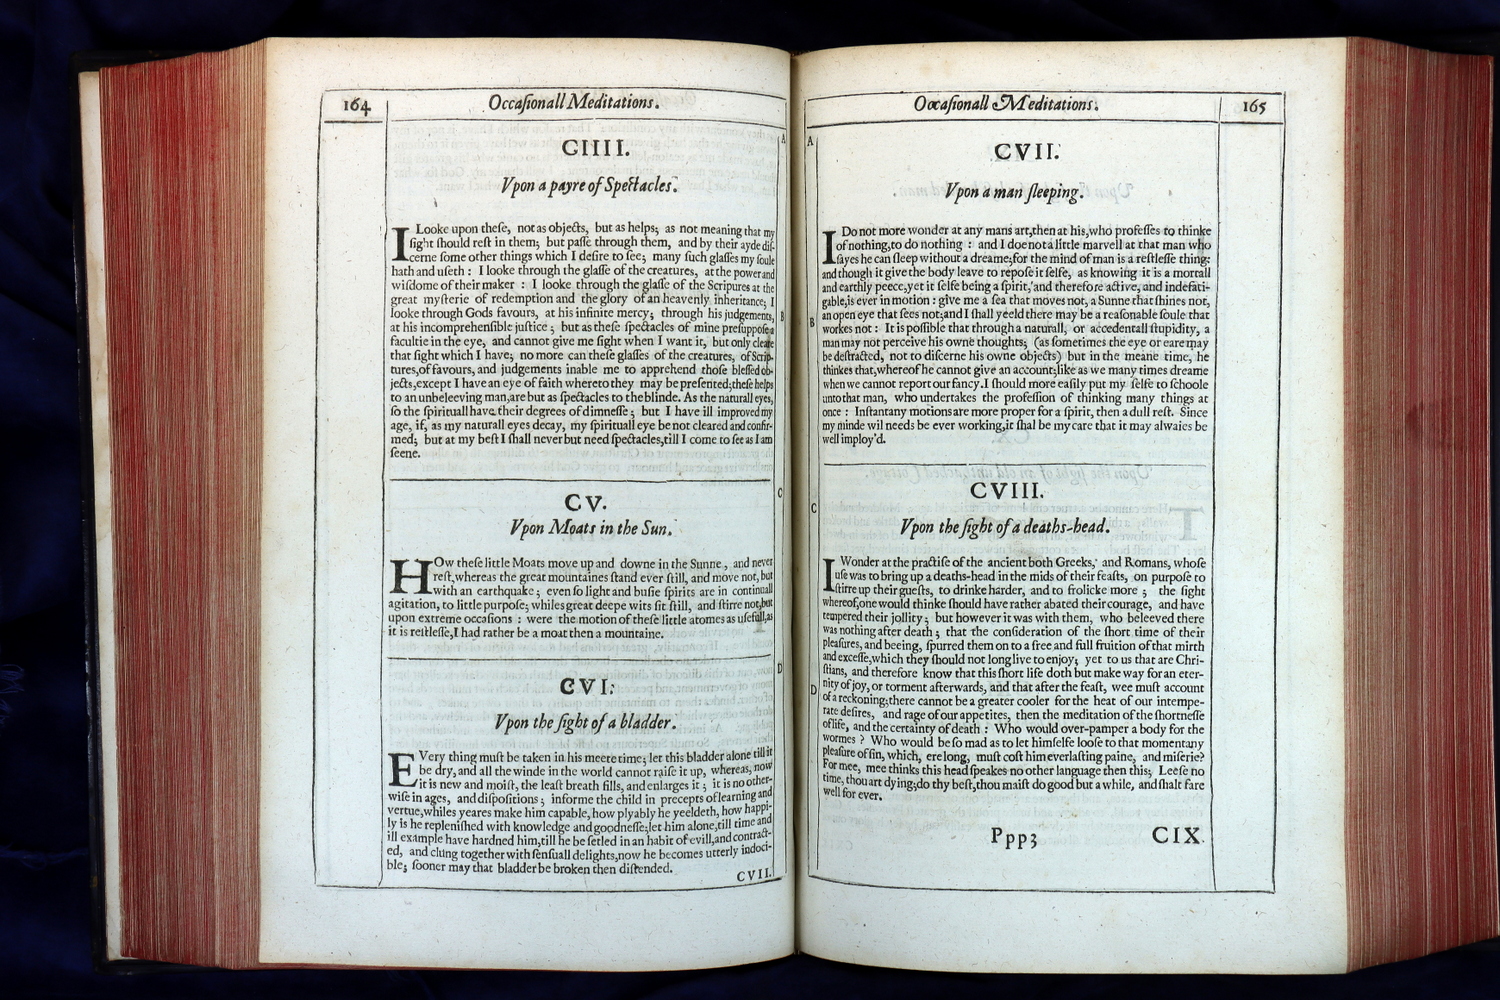 164
Occasionall Meditations.
CIIII.
Vpon a payre of Spectacles.
I Looke upon these, not as objects, but as helps; as not meaning that my
sight should rest in them; but passe through them, and by their ayde dis-
cerne some other things which I desire to see; many such glasses my soule
hath and useth: I looke through the glasse of the creatures, at the power and
wisdome of their maker: I looke through the glasse of the Scriptures at the
great mysterie of redemption and the glory of an heavenly inheritance; I
looke through Gods favours, at his infinite mercy; through his judgements,
at his incomprehensible justice; but as these spectacles of mine presuppose a
facultie in the eye, and cannot give me sight when I want it, but only cleare
that sight which I have; no more can these glasses of the creatures, of Scrip-
tures, of favours, and judgements inable me to apprehend those blessed ob-
jects, except I have an eye of faith whereto they may be presented; these helps
to an unbeleeving man, are but as spectacles to the blinde. As the naturall eyes,
so the spirituall have their degrees of dimnesse; but I have ill improved my
age, if, as my naturall eyes decay, my spirituall eye be not cleared and confir-
med; but at my best I shall never but need spectacles, till I come to see as I am
seene.
CV.
Vpon Moats in the Sun.
HOw these little Moats move up and downe in the Sunne, and never
rest, whereas the great mountaines stand ever still, and move not, but
with an earthquake; even so light and busie spirits are in continuall
agitation, to little purpose; whiles great deepe wits sit still, and stirre not, but
upon extreme occasions: were the motion of these little atomes as usefull, as
it is restlesse, I had rather be a moat then a mountaine.
CVI.
Vpon the sight of a bladder.
EVery thing must be taken in his meere time; let this bladder alone till it
be dry, and all the winde in the world cannot raise it up, whereas, now
it is new and moist, the least breath fills, and enlarges it; it is no other-
wise in ages, and dispositions; informe the child in precepts of learning and
vertue, whiles yeares make him capable, how plyably he yeeldeth, how happi-
ly is he replenished with knowledge and goodnesse; let him alone, till time and
ill example have hardned him, till he be setled in an habit of evill, and contract-
ed, and clung together with sensuall delights, now he becomes utterly indoci-
ble; sooner may that bladder be broken then distended.
CVII.
A
B
C
D
Occasionall Meditations.
165
CVII.
Vpon a man sleeping.
I Do not more wonder at any mans art, then at his, who professes to thinke
of nothing, to do nothing: and I doe not a little marvell at that man who
sayes he can sleep without a dreame; for the mind of man is a restlesse thing:
and though it give the body leave to repose it selfe, as knowing it is a mortall
and earthly peece, yet it selfe being a spirit, and therefore active, and indefati-
gable, is ever in motion: give me a sea that moves not, a Sunne that shines not,
an open eye that sees not; and I shall yeeld there may be a reasonable soule that
workes not: It is possible that through a naturall, or accedentall stupidity, a
man may not perceive his owne thoughts; (as sometimes the eye or eare may
be destracted, not to discerne his owne objects) but in the meane time, he
thinkes that, whereof he cannot give an account; like as we many times dreame
when we cannot report our fancy. I should more easily put my selfe to schoole
unto that man, who undertakes the profession of thinking many things at
once: Instantany motions are more proper for a spirit, then a dull rest. Since
my minde wil needs be ever working, it shal be my care that it may alwaies be
well imploy'd.
CVIII.
Vpon the sight of a deaths-head.
I Wonder at the practise of the ancient both Greeks, and Romans, whose
use was to bring up a deaths-head in the mids of their feasts, on purpose to
stirre up their guests, to drinke harder, and to frolicke more; the sight
whereof, one would thinke should have rather abated their courage, and have
tempered their jollity; but however it was with them, who beleeved there
was nothing after death; that the consideration of the short time of their
pleasures, and beeing, spurred them on to a free and full fruition of that mirth
and excesse, which they should not long live to enjoy; yet to us that are Chri-
stians, and therefore know that this short life doth but make way for an eter-
nity of joy, or torment afterwards, and that after the feast, wee must account
of a reckoning; there cannot be a greater cooler for the heat of our intempe-
rate desires, and rage of our appetites, then the meditation of the shortnesse
of life, and the certainty of death: Who would over-pamper a body for the
wormes? Who would be so mad as to let himselfe loose to that momentany
pleasure of sin, which, ere long, must cost him everlasting paine, and miserie?
For mee, mee thinks this head speakes no other language then this; Leese no
time, thou art dying; do thy best, thou maist do good but a while, and shalt fare
well for ever.
Ppp3
CIX.
A
B
C
D